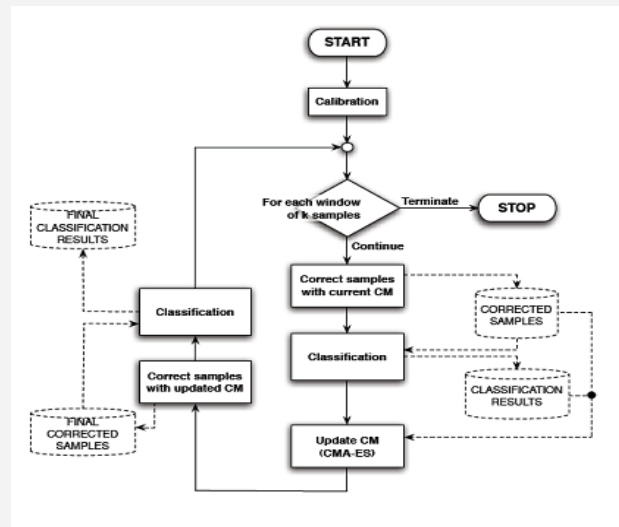 START
Calibration
For each window
of k samples
Terminate
STOP
Continue
Correct samples
with current CM
CORRECTED
SAMPLES
Classification
CLASSIFICATION
RESULTS
Update CM
(CMA-ES)
Correct samples
with updated CM
FINAL
CORRECTED
SAMPLES
Classification
FINAL
CLASSIFICATION
RESULTS